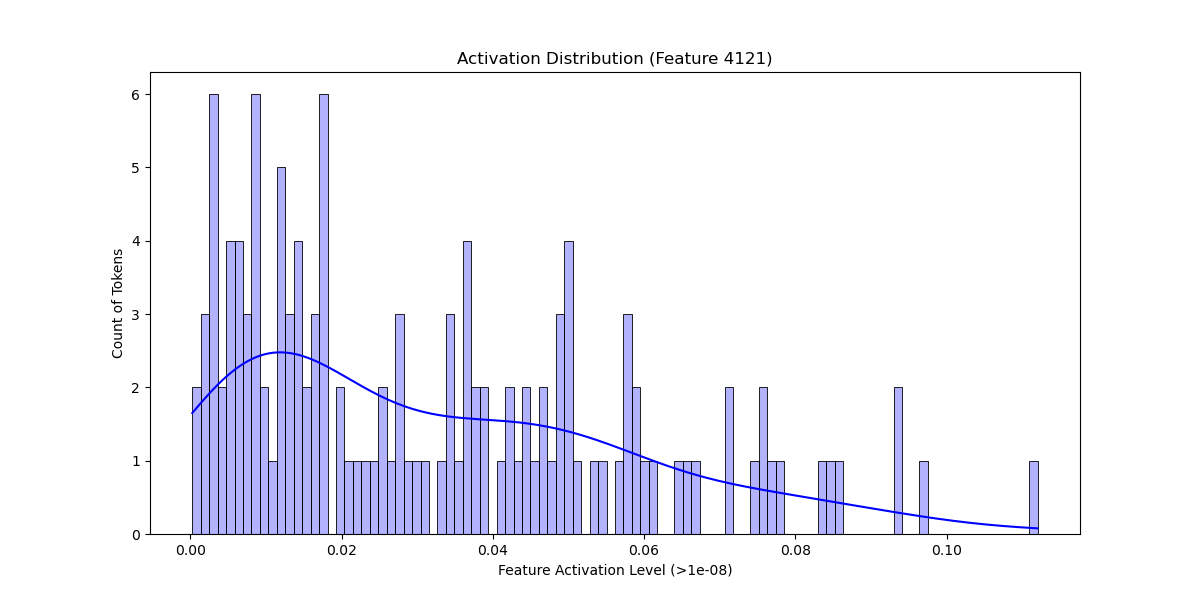 Activation Distribution (Feature 4121)
Count of Tokens
6
5
4
3
2
1
0
0.00 0.02 0.04 0.06 0.08 0.10
Feature Activation Level (>1e-08)